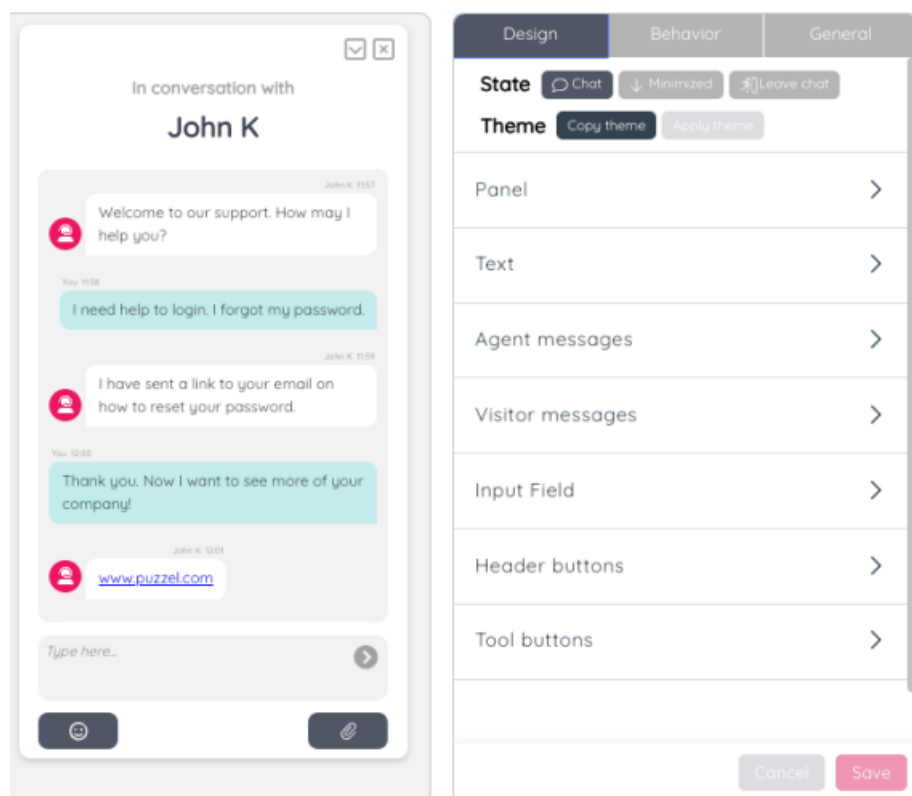 In conversation with
John K
John K 11:57
Welcome to our support. How may I
help you?
You 11:58
I need help to login. I forgot my password.
John K 11:59
I have sent a link to your email on
how to reset your password.
You 12:00
Thank you. Now I want to see more of your
company!
John K 12:01
www.puzzel.com
Type here...
Design Behavior General
State Chat Minimized Leave chat
Theme Copy theme Apply theme
Panel
Text
Agent messages
Visitor messages
Input Field
Header buttons
Tool buttons
Cancel Save